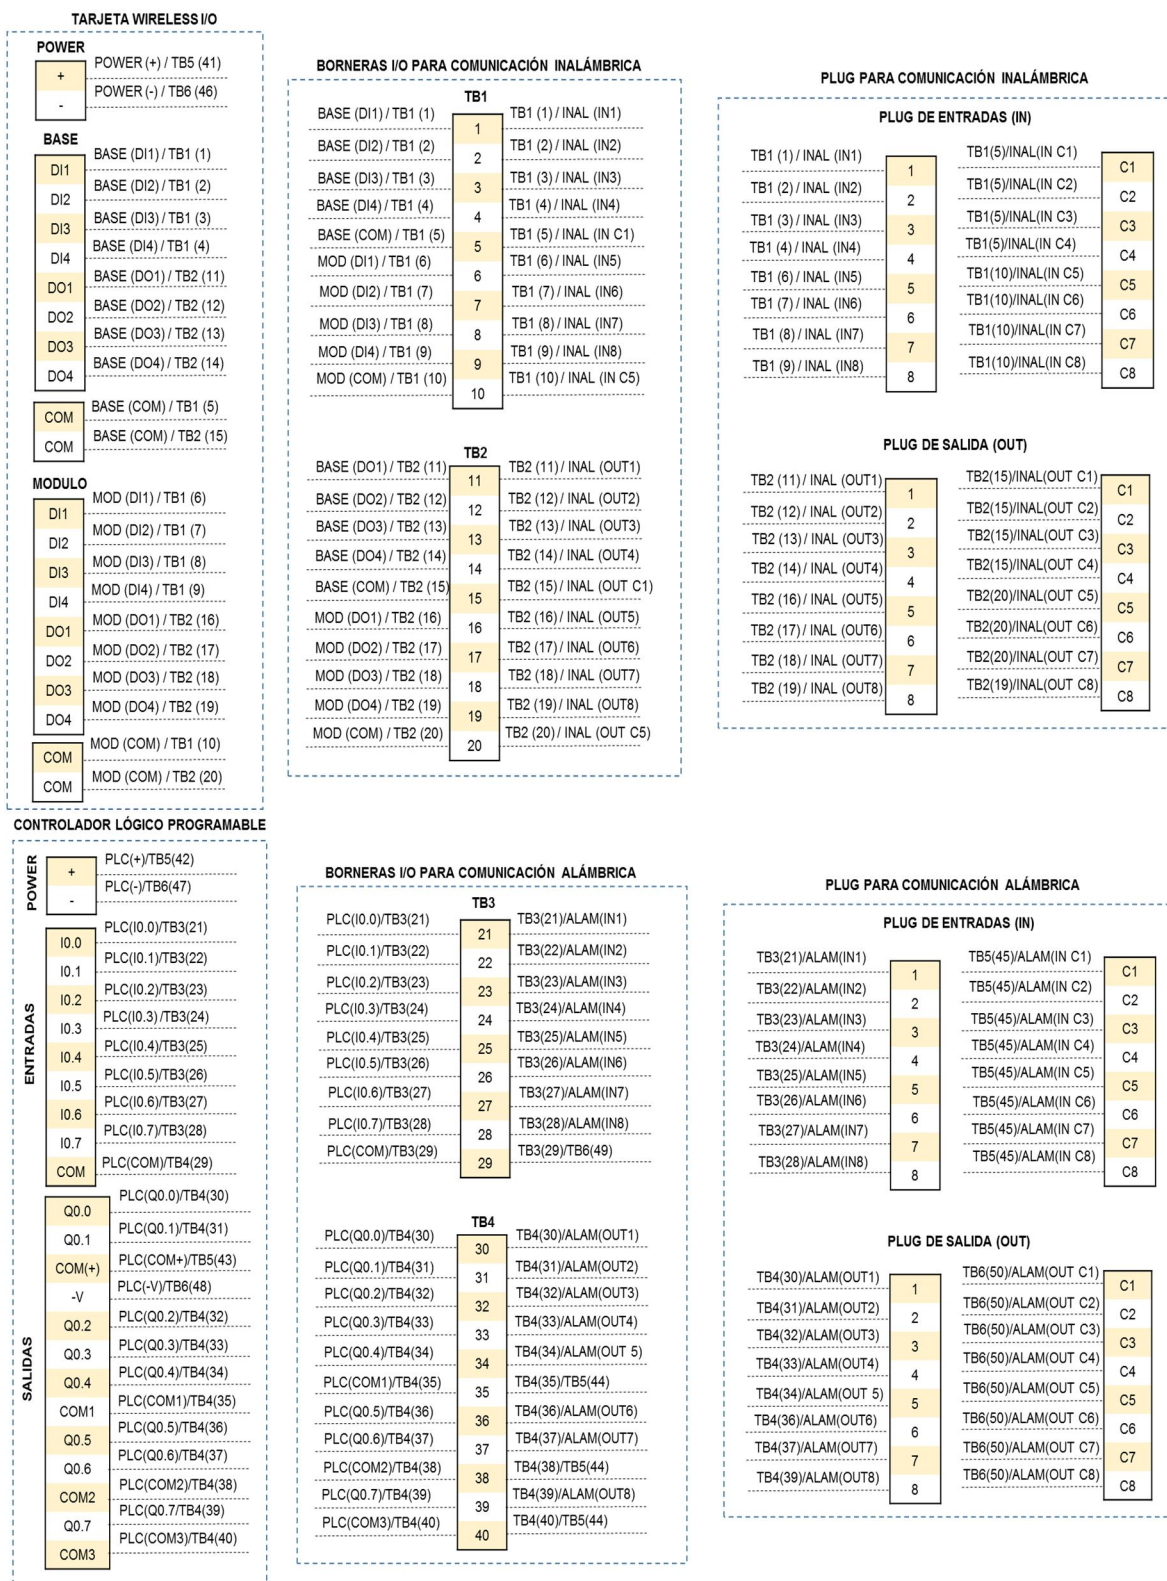 TARJETA WIRELESS I/O
POWER
+
POWER (+) / TB5 (41)
-
POWER (-) / TB6 (46)
BASE
DI1
BASE (DI1) / TB1 (1)
DI2
BASE (DI2) / TB1 (2)
DI3
BASE (DI3) / TB1 (3)
DI4
BASE (DI4) / TB1 (4)
DO1
BASE (DO1) / TB2 (11)
DO2
BASE (DO2) / TB2 (12)
DO3
BASE (DO3) / TB2 (13)
DO4
BASE (DO4) / TB2 (14)
COM
BASE (COM) / TB1 (5)
COM
BASE (COM) / TB2 (15)
MODULO
DI1
MOD (DI1) / TB1 (6)
DI2
MOD (DI2) / TB1 (7)
DI3
MOD (DI3) / TB1 (8)
DI4
MOD (DI4) / TB1 (9)
DO1
MOD (DO1) / TB2 (16)
DO2
MOD (DO2) / TB2 (17)
DO3
MOD (DO3) / TB2 (18)
DO4
MOD (DO4) / TB2 (19)
COM
MOD (COM) / TB1 (10)
COM
MOD (COM) / TB2 (20)
BORNERAS I/O PARA COMUNICACIÓN INALÁMBRICA
TB1
BASE (DI1) / TB1 (1) 1 TB1 (1) / INAL (IN1)
BASE (DI2) / TB1 (2) 2 TB1 (2) / INAL (IN2)
BASE (DI3) / TB1 (3) 3 TB1 (3) / INAL (IN3)
BASE (DI4) / TB1 (4) 4 TB1 (4) / INAL (IN4)
BASE (COM) / TB1 (5) 5 TB1 (5) / INAL (IN C1)
MOD (DI1) / TB1 (6) 6 TB1 (6) / INAL (IN5)
MOD (DI2) / TB1 (7) 7 TB1 (7) / INAL (IN6)
MOD (DI3) / TB1 (8) 8 TB1 (8) / INAL (IN7)
MOD (DI4) / TB1 (9) 9 TB1 (9) / INAL (IN8)
MOD (COM) / TB1 (10) 10 TB1 (10) / INAL (IN C5)
TB2
BASE (DO1) / TB2 (11) 11 TB2 (11) / INAL (OUT1)
BASE (DO2) / TB2 (12) 12 TB2 (12) / INAL (OUT2)
BASE (DO3) / TB2 (13) 13 TB2 (13) / INAL (OUT3)
BASE (DO4) / TB2 (14) 14 TB2 (14) / INAL (OUT4)
BASE (COM) / TB2 (15) 15 TB2 (15) / INAL (OUT C1)
MOD (DO1) / TB2 (16) 16 TB2 (16) / INAL (OUT5)
MOD (DO2) / TB2 (17) 17 TB2 (17) / INAL (OUT6)
MOD (DO3) / TB2 (18) 18 TB2 (18) / INAL (OUT7)
MOD (DO4) / TB2 (19) 19 TB2 (19) / INAL (OUT8)
MOD (COM) / TB2 (20) 20 TB2 (20) / INAL (OUT C5)
PLUG PARA COMUNICACIÓN INALÁMBRICA
PLUG DE ENTRADAS (IN)
TB1 (1) / INAL (IN1) 1 TB1(5)/INAL(IN C1) C1
TB1 (2) / INAL (IN2) 2 TB1(5)/INAL(IN C2) C2
TB1 (3) / INAL (IN3) 3 TB1(5)/INAL(IN C3) C3
TB1 (4) / INAL (IN4) 4 TB1(5)/INAL(IN C4) C4
TB1 (6) / INAL (IN5) 5 TB1(10)/INAL(IN C5) C5
TB1 (7) / INAL (IN6) 6 TB1(10)/INAL(IN C6) C6
TB1 (8) / INAL (IN7) 7 TB1(10)/INAL(IN C7) C7
TB1 (9) / INAL (IN8) 8 TB1(10)/INAL(IN C8) C8
PLUG DE SALIDA (OUT)
TB2 (11) / INAL (OUT1) 1 TB2(15)/INAL(OUT C1) C1
TB2 (12) / INAL (OUT2) 2 TB2(15)/INAL(OUT C2) C2
TB2 (13) / INAL (OUT3) 3 TB2(15)/INAL(OUT C3) C3
TB2 (14) / INAL (OUT4) 4 TB2(15)/INAL(OUT C4) C4
TB2 (16) / INAL (OUT5) 5 TB2(20)/INAL(OUT C5) C5
TB2 (17) / INAL (OUT6) 6 TB2(20)/INAL(OUT C6) C6
TB2 (18) / INAL (OUT7) 7 TB2(20)/INAL(OUT C7) C7
TB2 (19) / INAL (OUT8) 8 TB2(19)/INAL(OUT C8) C8
CONTROLADOR LÓGICO PROGRAMABLE
POWER
+
PLC(+)/TB5(42)
-
PLC(-)/TB6(47)
ENTRADAS
I0.0
PLC(I0.0)/TB3(21)
I0.1
PLC(I0.1)/TB3(22)
I0.2
PLC(I0.2)/TB3(23)
I0.3
PLC(I0.3) /TB3(24)
I0.4
PLC(I0.4)/TB3(25)
I0.5
PLC(I0.5)/TB3(26)
I0.6
PLC(I0.6)/TB3(27)
I0.7
PLC(I0.7)/TB3(28)
COM
PLC(COM)/TB4(29)
SALIDAS
Q0.0
PLC(Q0.0)/TB4(30)
Q0.1
PLC(Q0.1)/TB4(31)
COM(+)
PLC(COM+)/TB5(43)
-V
PLC(-V)/TB6(48)
Q0.2
PLC(Q0.2)/TB4(32)
Q0.3
PLC(Q0.3)/TB4(33)
Q0.4
PLC(Q0.4)/TB4(34)
COM1
PLC(COM1)/TB4(35)
Q0.5
PLC(Q0.5)/TB4(36)
Q0.6
PLC(Q0.6)/TB4(37)
COM2
PLC(COM2)/TB4(38)
Q0.7
PLC(Q0.7/TB4(39)
COM3
PLC(COM3)/TB4(40)
BORNERAS I/O PARA COMUNICACIÓN ALÁMBRICA
TB3
PLC(I0.0)/TB3(21) 21 TB3(21)/ALAM(IN1)
PLC(I0.1)/TB3(22) 22 TB3(22)/ALAM(IN2)
PLC(I0.2)/TB3(23) 23 TB3(23)/ALAM(IN3)
PLC(I0.3)/TB3(24) 24 TB3(24)/ALAM(IN4)
PLC(I0.4)/TB3(25) 25 TB3(25)/ALAM(IN5)
PLC(I0.5)/TB3(26) 26 TB3(26)/ALAM(IN6)
PLC(I0.6)/TB3(27) 27 TB3(27)/ALAM(IN7)
PLC(I0.7)/TB3(28) 28 TB3(28)/ALAM(IN8)
PLC(COM)/TB3(29) 29 TB3(29)/TB6(49)
TB4
PLC(Q0.0)/TB4(30) 30 TB4(30)/ALAM(OUT1)
PLC(Q0.1)/TB4(31) 31 TB4(31)/ALAM(OUT2)
PLC(Q0.2)/TB4(32) 32 TB4(32)/ALAM(OUT3)
PLC(Q0.3)/TB4(33) 33 TB4(33)/ALAM(OUT4)
PLC(Q0.4)/TB4(34) 34 TB4(34)/ALAM(OUT 5)
PLC(COM1)/TB4(35) 35 TB4(35)/TB5(44)
PLC(Q0.5)/TB4(36) 36 TB4(36)/ALAM(OUT6)
PLC(Q0.6)/TB4(37) 37 TB4(37)/ALAM(OUT7)
PLC(COM2)/TB4(38) 38 TB4(38)/TB5(44)
PLC(Q0.7)/TB4(39) 39 TB4(39)/ALAM(OUT8)
PLC(COM3)/TB4(40) 40 TB4(40)/TB5(44)
PLUG PARA COMUNICACIÓN ALÁMBRICA
PLUG DE ENTRADAS (IN)
TB3(21)/ALAM(IN1) 1 TB5(45)/ALAM(IN C1) C1
TB3(22)/ALAM(IN2) 2 TB5(45)/ALAM(IN C2) C2
TB3(23)/ALAM(IN3) 3 TB5(45)/ALAM(IN C3) C3
TB3(24)/ALAM(IN4) 4 TB5(45)/ALAM(IN C4) C4
TB3(25)/ALAM(IN5) 5 TB5(45)/ALAM(IN C5) C5
TB3(26)/ALAM(IN6) 6 TB5(45)/ALAM(IN C6) C6
TB3(27)/ALAM(IN7) 7 TB5(45)/ALAM(IN C7) C7
TB3(28)/ALAM(IN8) 8 TB5(45)/ALAM(IN C8) C8
PLUG DE SALIDA (OUT)
TB4(30)/ALAM(OUT1) 1 TB6(50)/ALAM(OUT C1) C1
TB4(31)/ALAM(OUT2) 2 TB6(50)/ALAM(OUT C2) C2
TB4(32)/ALAM(OUT3) 3 TB6(50)/ALAM(OUT C3) C3
TB4(33)/ALAM(OUT4) 4 TB6(50)/ALAM(OUT C4) C4
TB4(34)/ALAM(OUT 5) 5 TB6(50)/ALAM(OUT C5) C5
TB4(36)/ALAM(OUT6) 6 TB6(50)/ALAM(OUT C6) C6
TB4(37)/ALAM(OUT7) 7 TB6(50)/ALAM(OUT C7) C7
TB4(39)/ALAM(OUT8) 8 TB6(50)/ALAM(OUT C8) C8